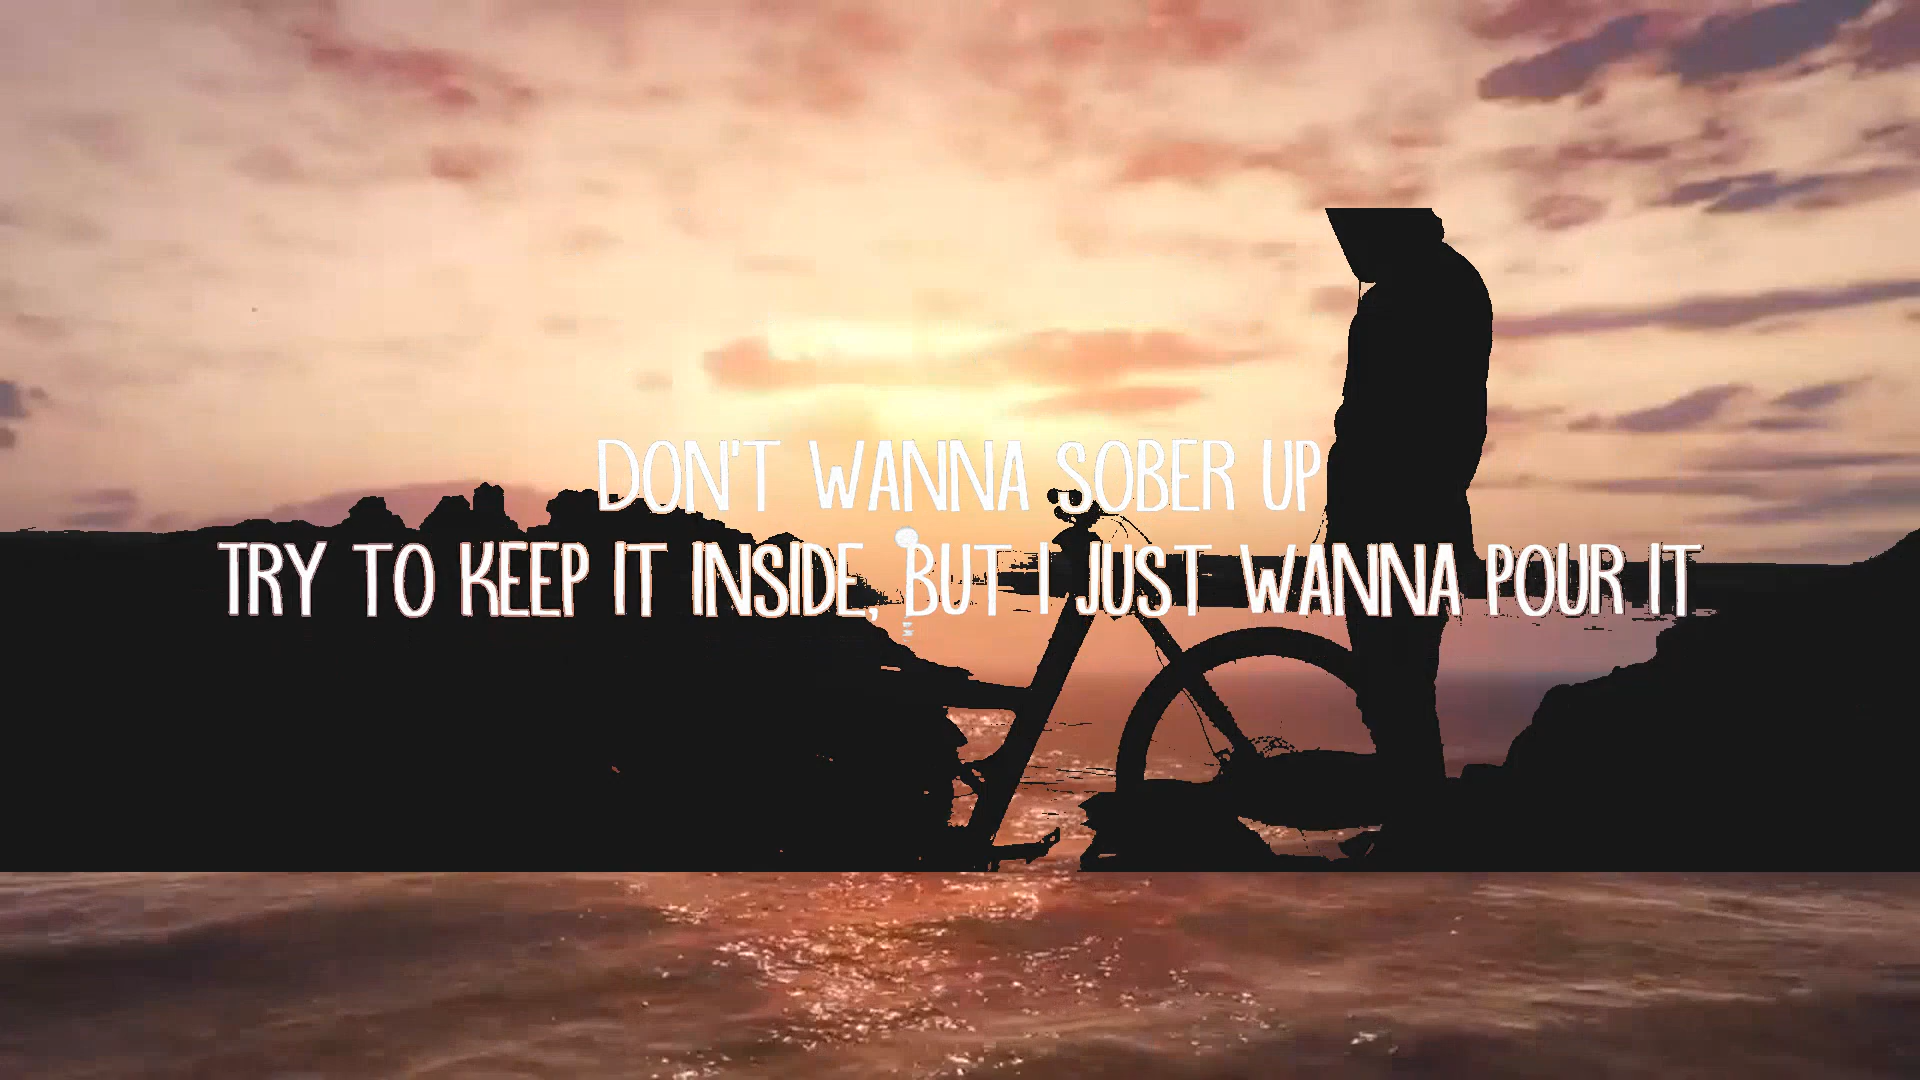 DON'T WANNA SOBER UP
TRY TO KEEP IT INSIDE, BUT I JUST WANNA POUR IT